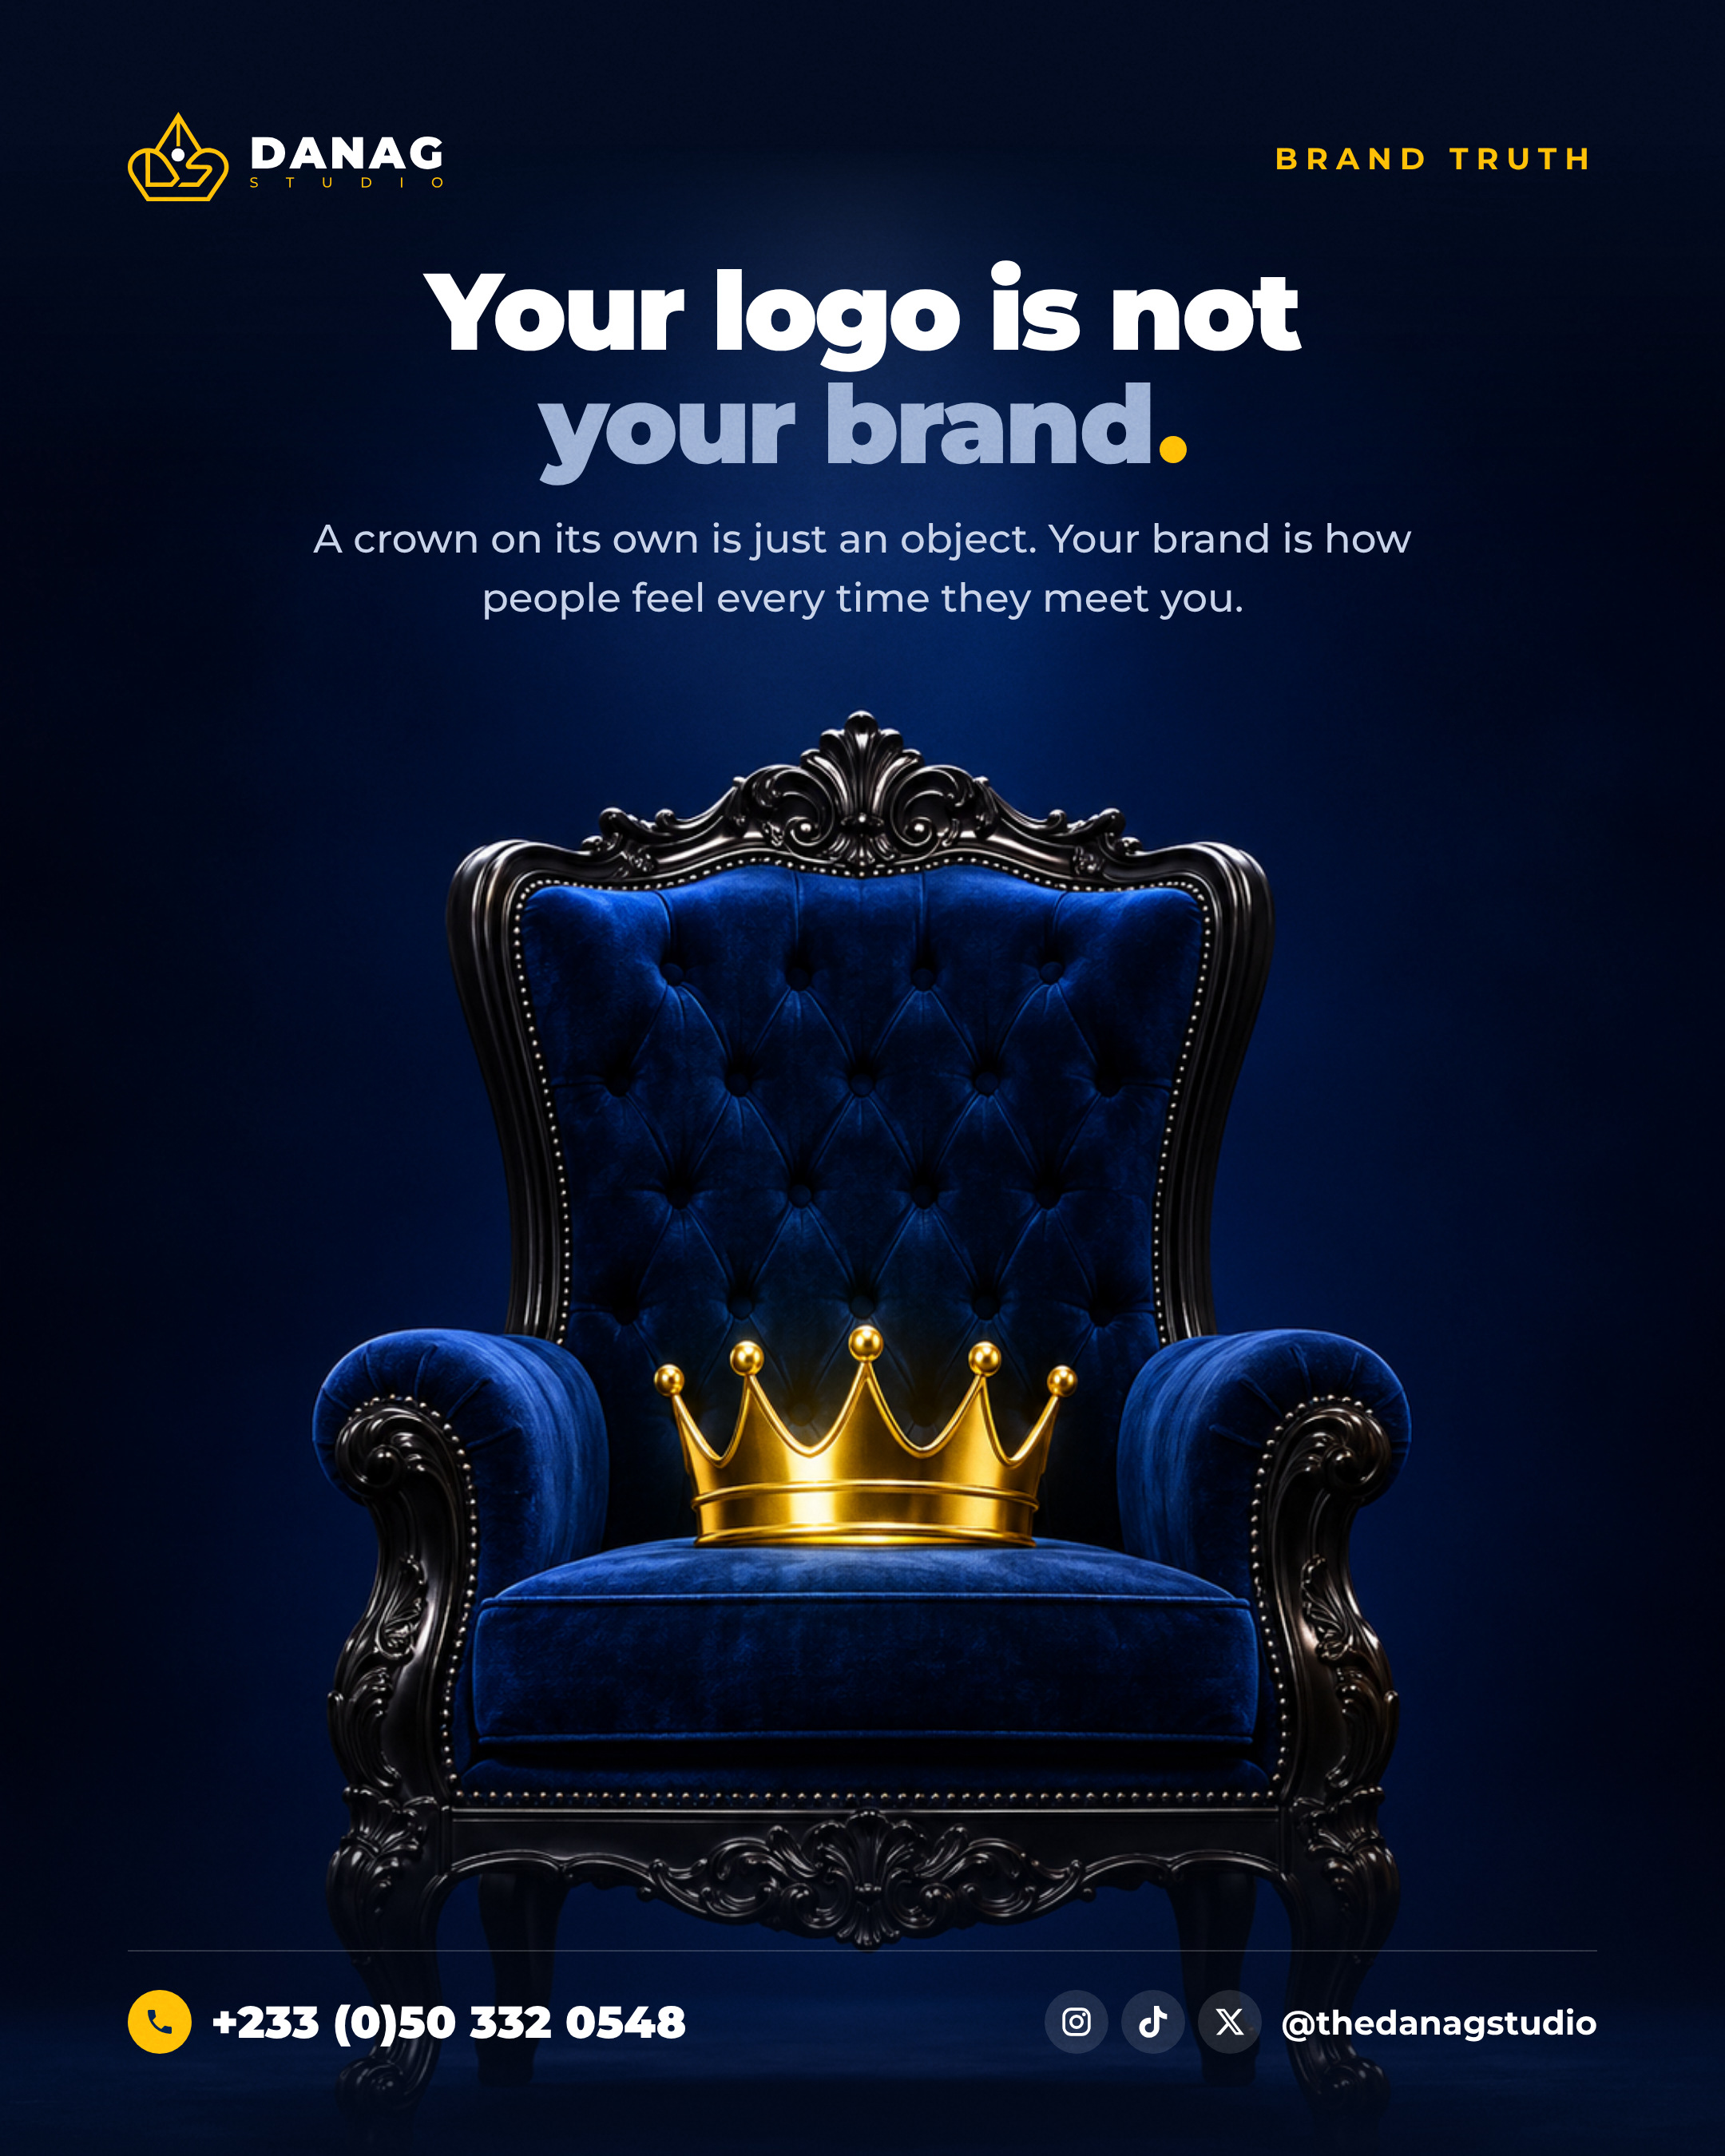 DANAG
STUDIO
BRAND TRUTH
Your logo is not
your brand.
A crown on its own is just an object. Your brand is how
people feel every time they meet you.
+233 (0)50 332 0548
@thedanagstudio